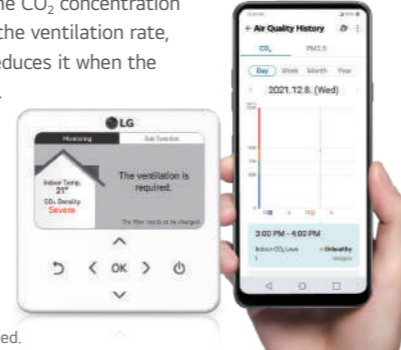 ne CO₂ concentration
the ventilation rate,
educes it when the
LG
Monitoring
Sub Function
Indoor Temp.
21°
CO₂ Density
Severe
The ventilation is
required.
The filter needs to be changed.
OK
Air Quality History
CO₂
PM2.5
Day
Week
Month
Year
2021.12.8. (Wed)
3:00 PM - 4:00 PM
Indoor CO₂ Leve
l
Unhealthy
ed.